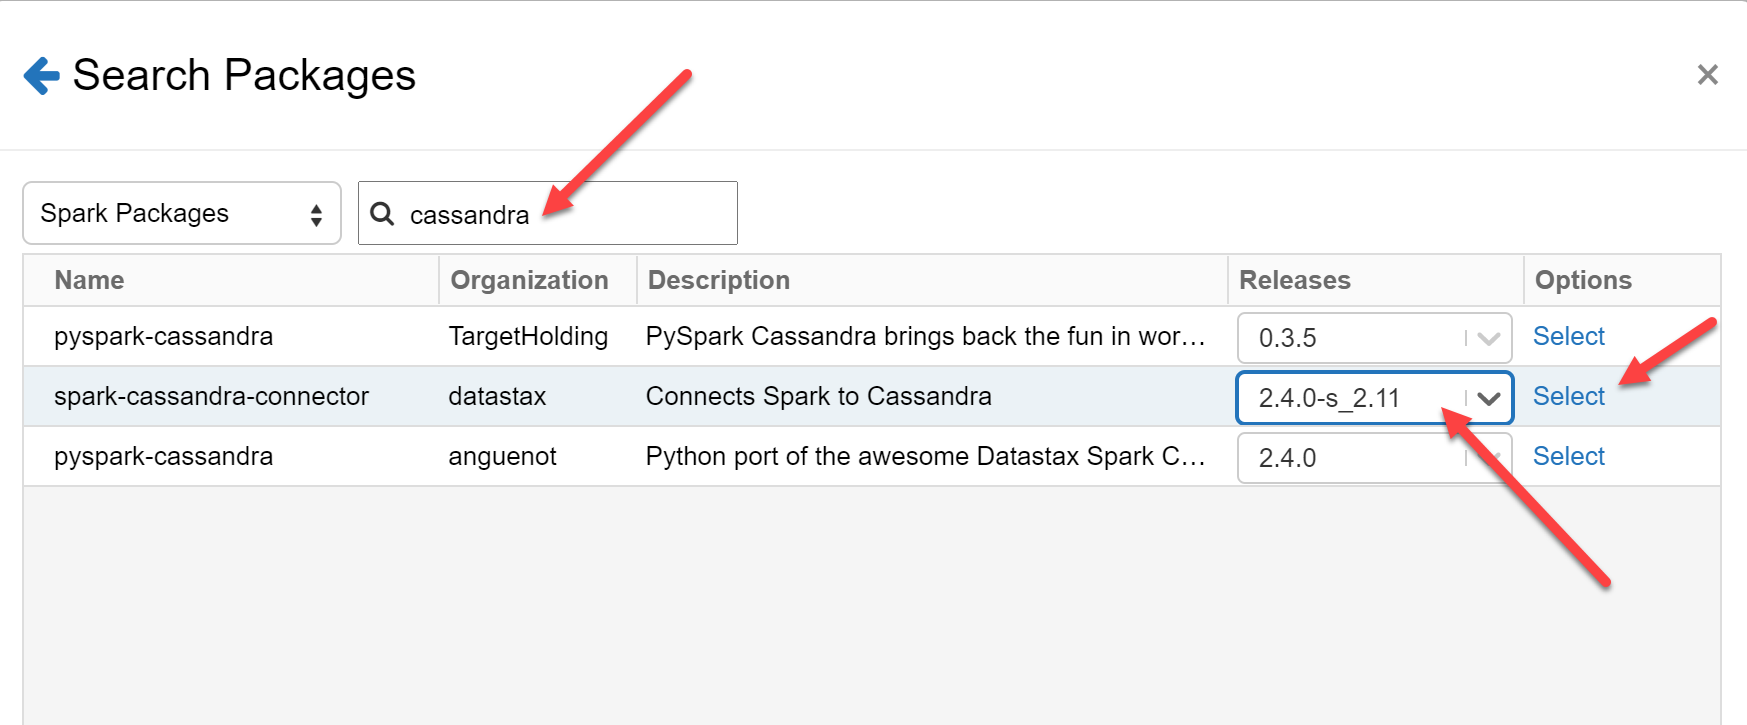 Search Packages
Spark Packages cassandra
Name Organization Description Releases Options
pyspark-cassandra TargetHolding PySpark Cassandra brings back the fun in wor... 0.3.5 Select
spark-cassandra-connector datastax Connects Spark to Cassandra 2.4.0-s_2.11 Select
pyspark-cassandra anguenot Python port of the awesome Datastax Spark C... 2.4.0 Select